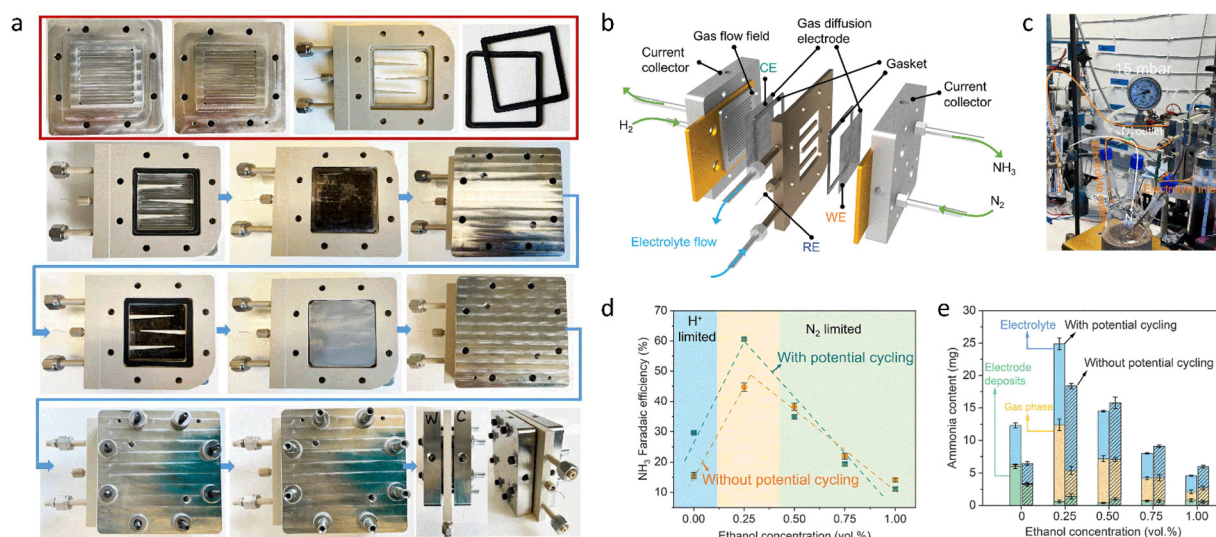 a
W
C
b
Current
collector
Gas flow field
CE
Gas diffusion
electrode
Gasket
Current
collector
H₂
NH₃
N₂
WE
RE
Electrolyte flow
c
15 mbar
N₂ outlet
N₂
d
NH₃ Faradaic efficiency (%)
70
60
50
40
30
20
10
H⁺
limited
N₂ limited
With potential cycling
Without potential cycling
0.00
0.25
0.50
0.75
1.00
Ethanol concentration (vol.%)
e
Ammonia content (mg)
30
25
20
15
10
5
0
Electrolyte
With potential cycling
Without potential cycling
Electrode
deposits
Gas phase
0
0.25
0.50
0.75
1.00
Ethanol concentration (vol.%)